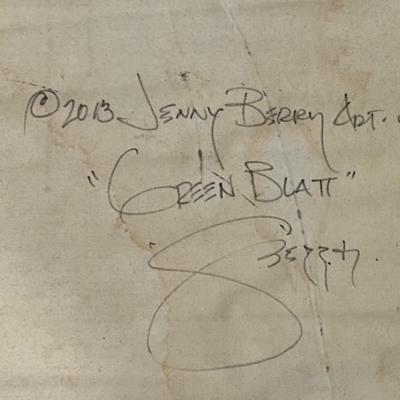 ©2013 Jenny Berry Art.
"Green Blatt"
Berry.